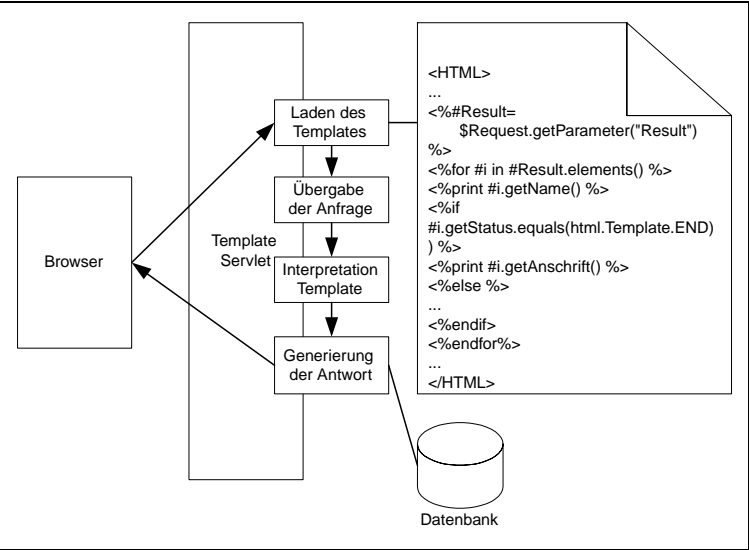 Browser
Template
Servlet
Laden des
Templates
Übergabe
der Anfrage
Interpretation
Template
Generierung
der Antwort
<HTML>
...
<%#Result=
$Request.getParameter("Result")
%>
<%for #i in #Result.elements() %>
<%print #i.getName() %>
<%if
#i.getStatus.equals(html.Template.END)
) %>
<%print #i.getAnschrift() %>
<%else %>
...
<%endif>
<%endfor%>
...
</HTML>
Datenbank